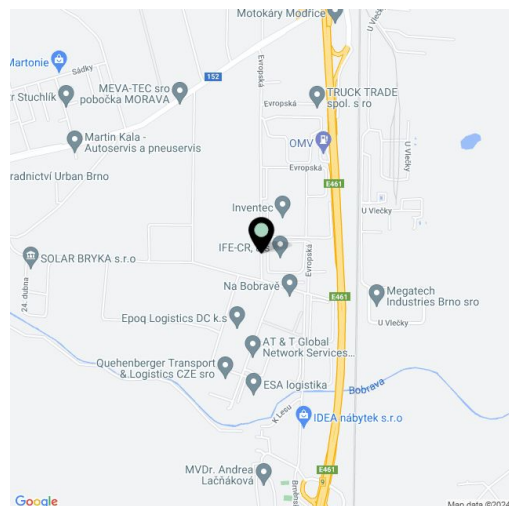 Motokáry Modřice
U Vlečky
Martonie
Sádky
Evropská
152
MEVA-TEC sro
pobočka MORAVA
r Stuchlík
TRUCK TRADE
spol. s ro
Evropská
Martin Kala -
Autoservis a pneuservis
OMV
U Vlečky
radnictví Urban Brno
Evropská
E461
Inventec
U Vlečky
IFE-CR,
SOLAR BRYKA s.r.o
Evropská
24. dubna
Na Bobravě
E461
Megatech
Industries Brno sro
Epoq Logistics DC k.s
U Vlečky
AT & T Global
Network Services...
Quehenberger Transport
& Logistics CZE sro
ESA logistika
Bobrava
K Lesu
IDEA nábytek s.r.o
MVDr. Andrea
Lačňáková
E461
Brněnsk
Google
Map data ©2024